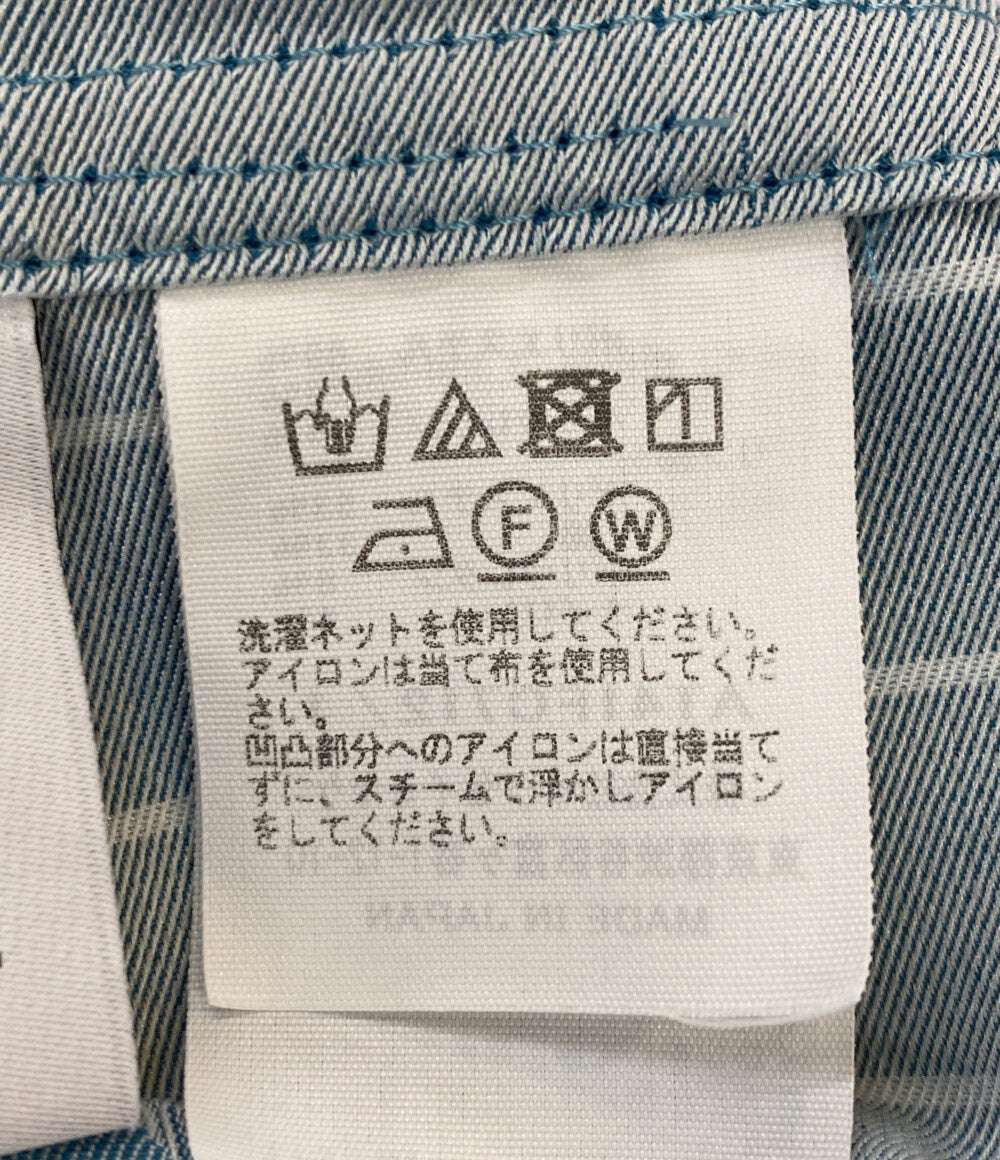 F W
洗濯ネットを使用してください。
アイロンは当て布を使用してくだ
さい。
凹凸部分へのアイロンは直接当て
ずに、スチームで浮かしアイロン
をしてください。
MADE IN JAPAN